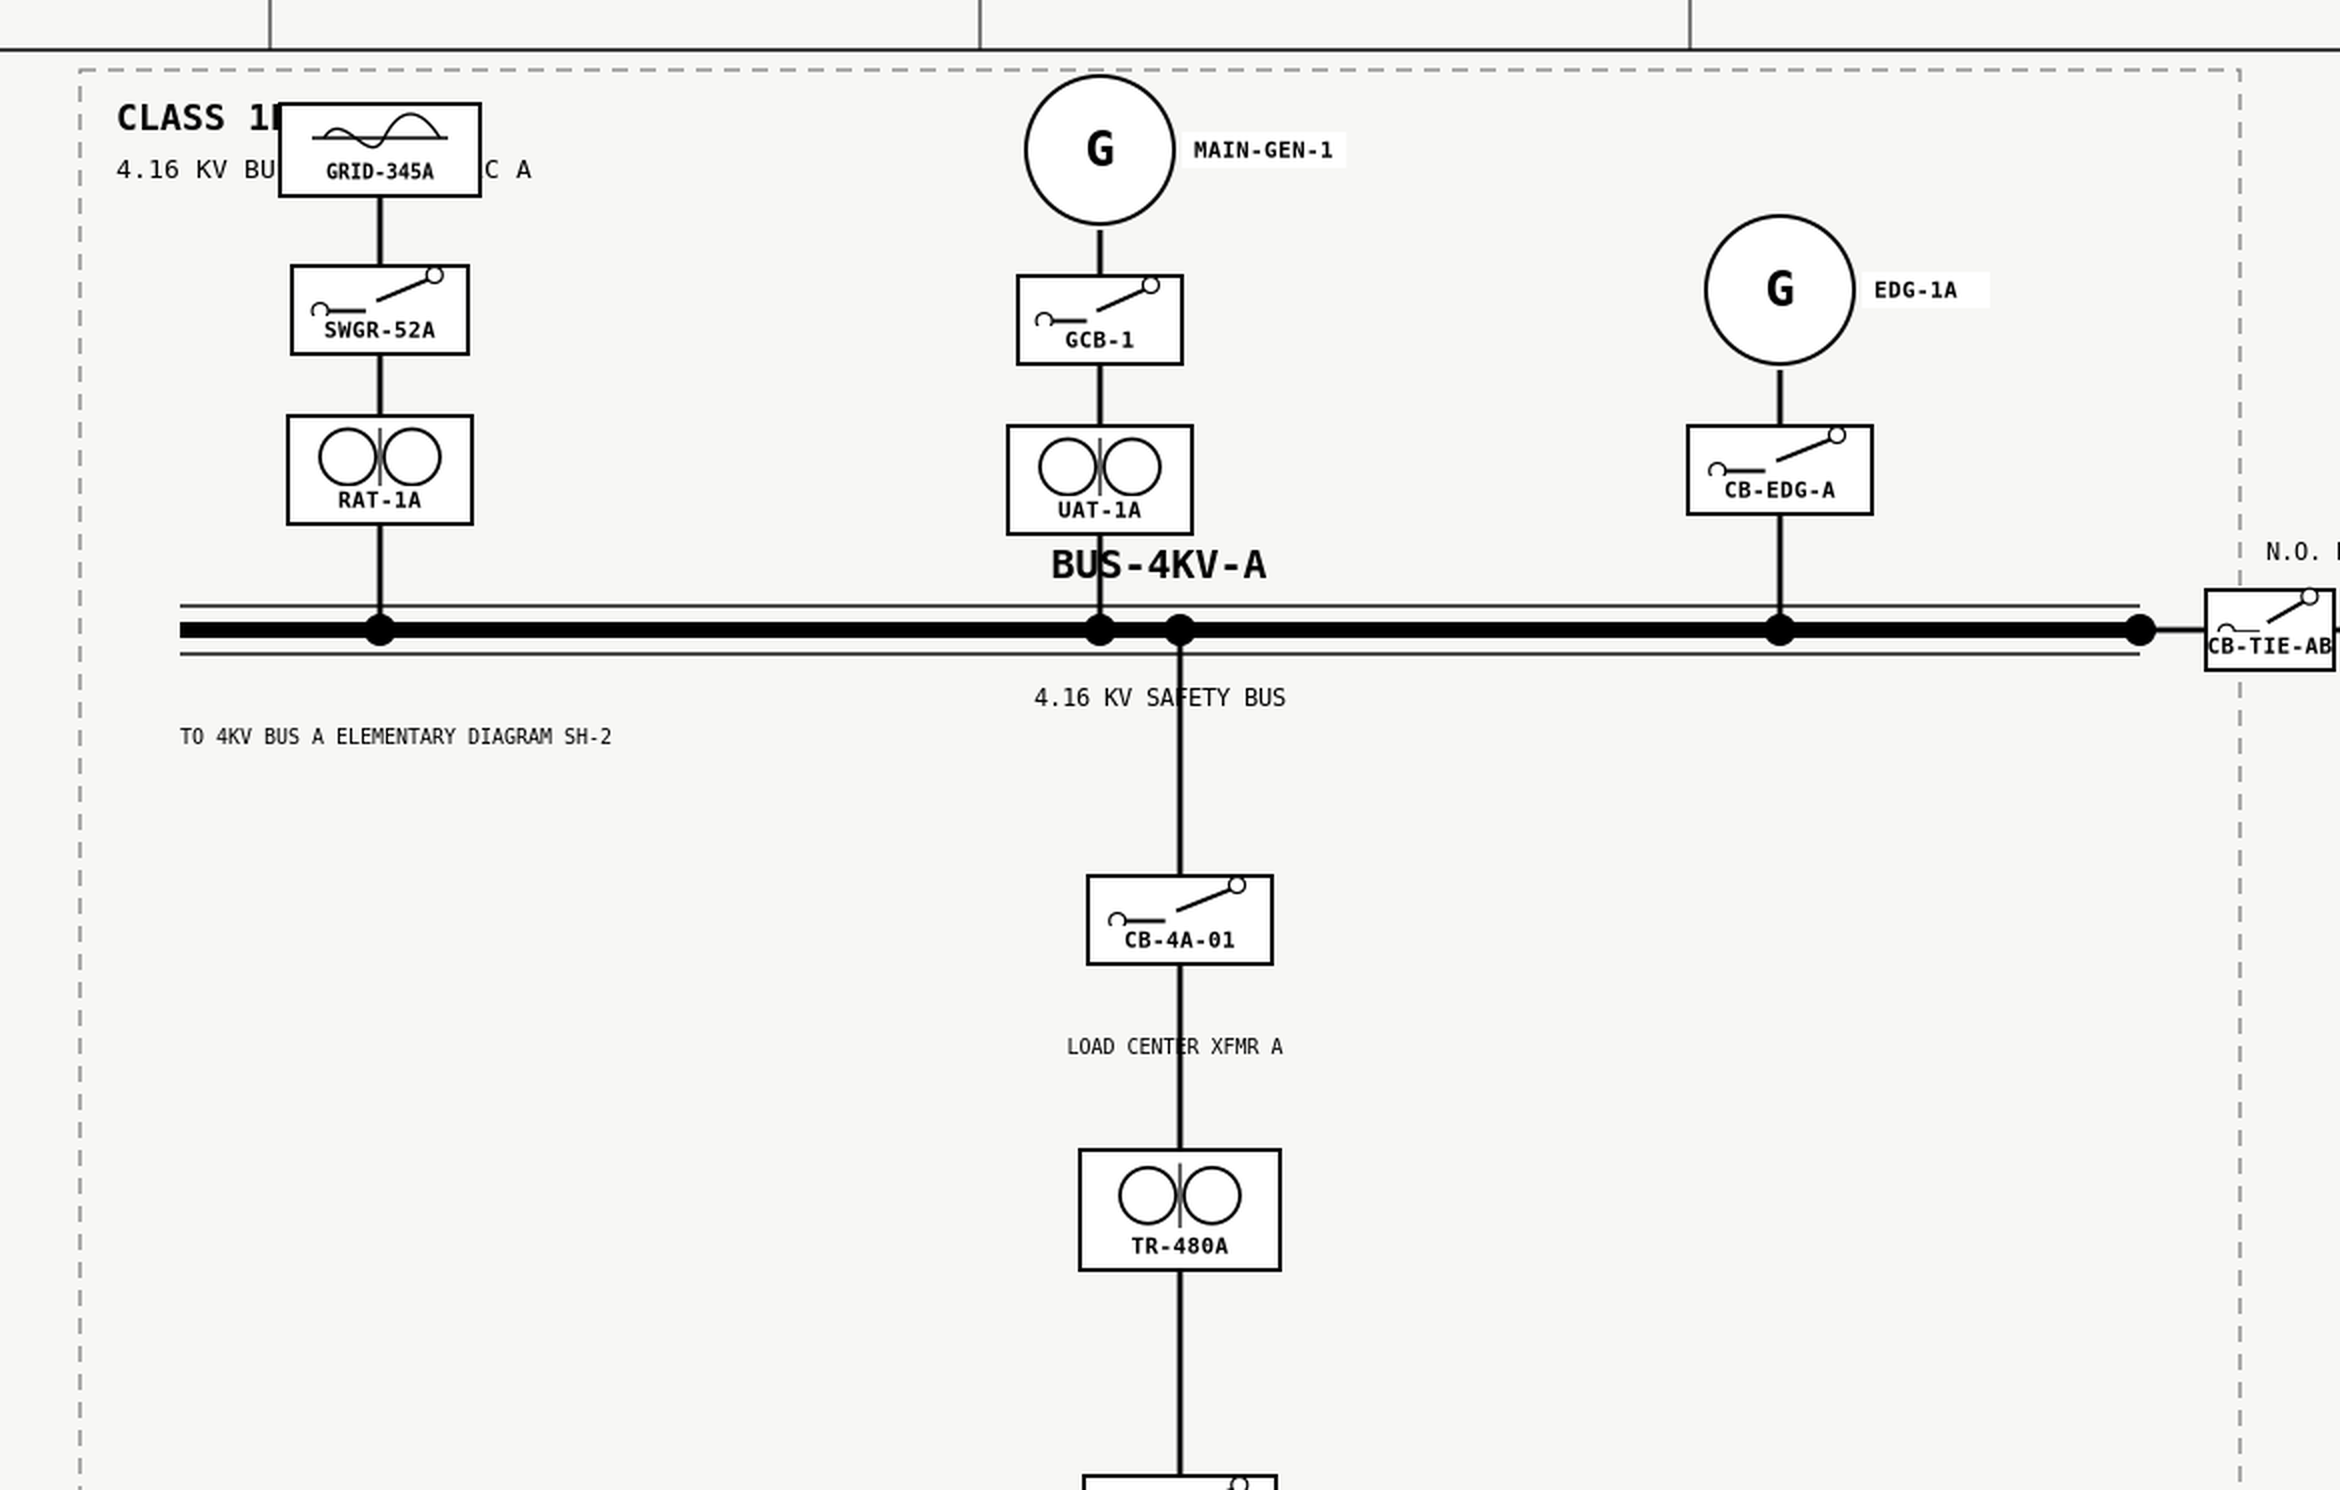 CLASS
GRID-345A
4.16 KV C A
G MAIN-GEN-1
G EDG-1A
SWGR-52A
GCB-1
RAT-1A
UAT-1A
CB-EDG-A
N.O.
BUS-4KV-A
CB-TIE-AB
4.16 KV SAFETY BUS
TO 4KV BUS A ELEMENTARY DIAGRAM SH-2
CB-4A-01
LOAD CENTER XFMR A
TR-480A